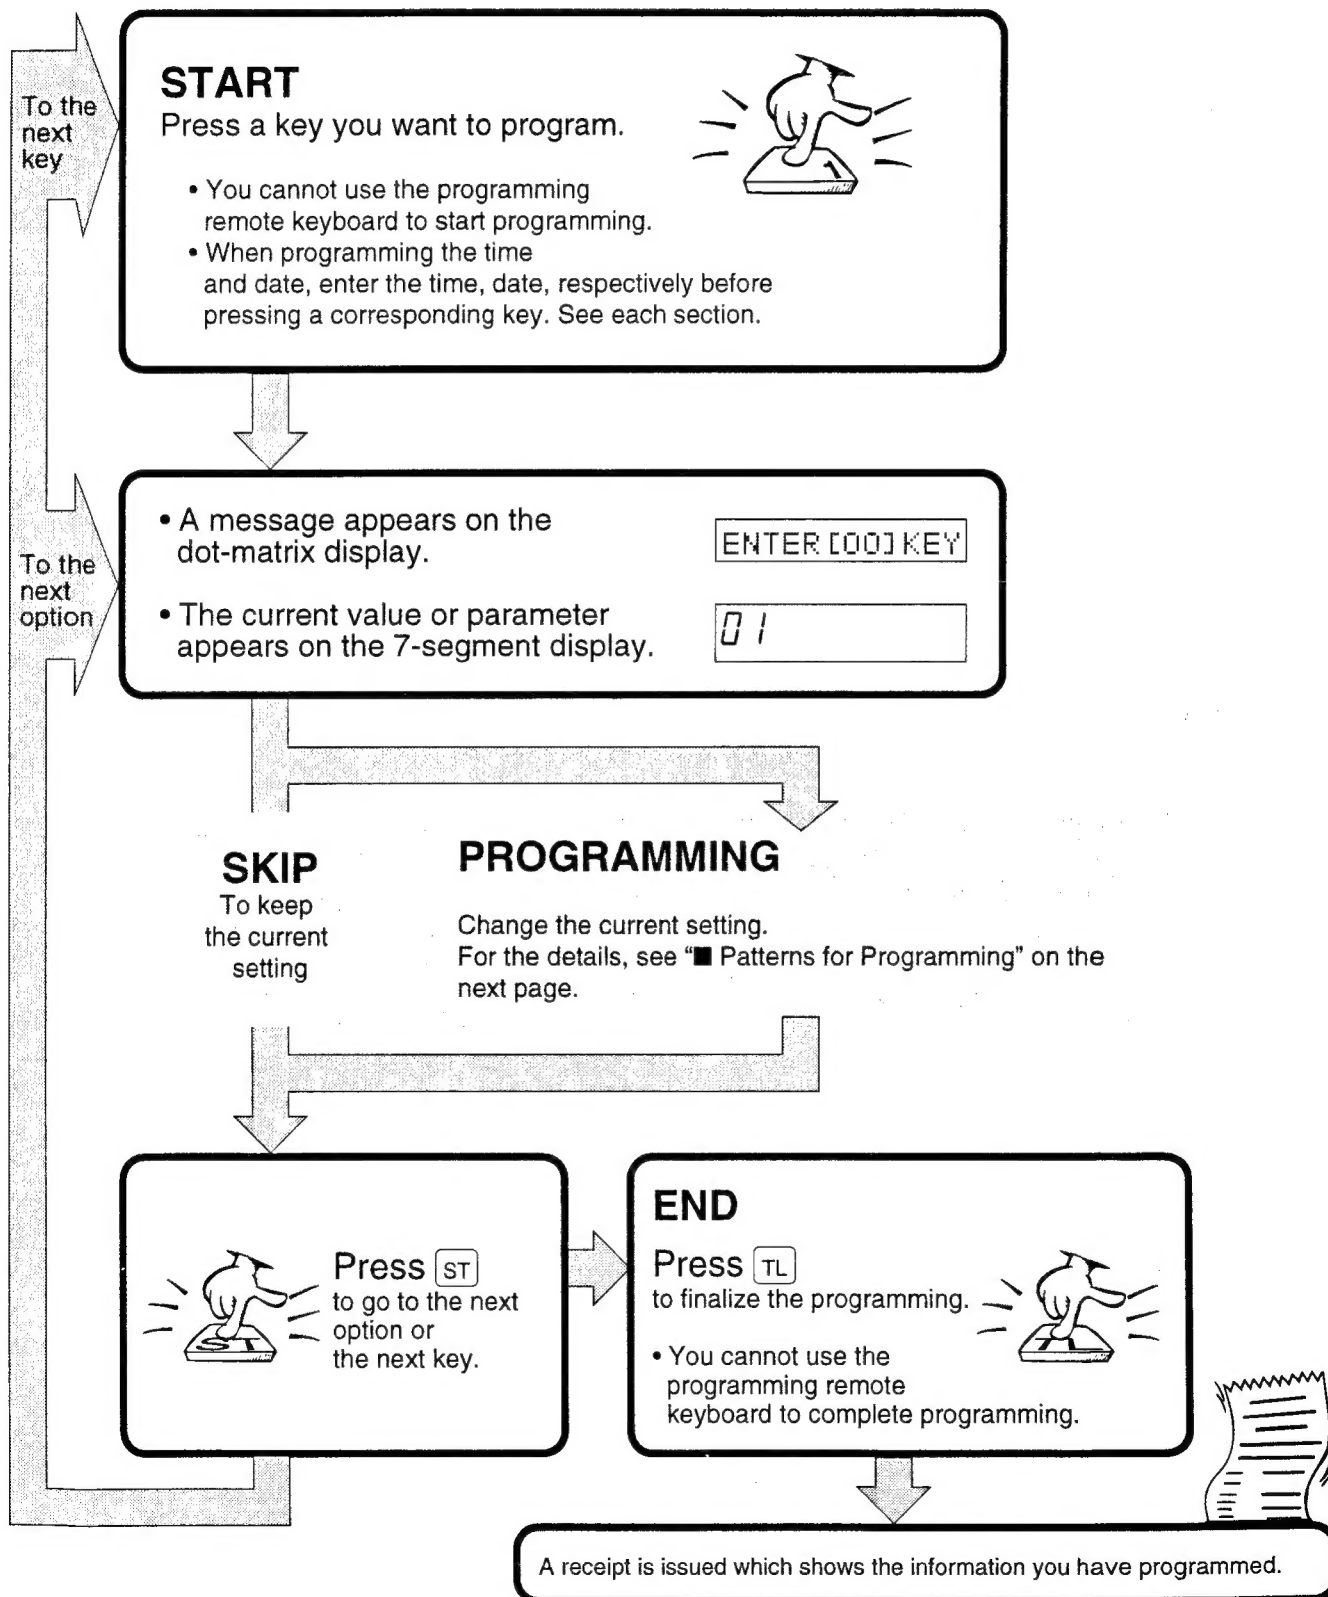 To the
next
key
START
Press a key you want to program.
1
• You cannot use the programming
remote keyboard to start programming.
• When programming the time
and date, enter the time, date, respectively before
pressing a corresponding key. See each section.
To the
next
option
• A message appears on the
dot-matrix display.
ENTER[00]KEY
• The current value or parameter
appears on the 7-segment display.
01
SKIP
To keep
the current
setting
PROGRAMMING
Change the current setting.
For the details, see “■ Patterns for Programming” on the
next page.
ST
Press ST
to go to the next
option or
the next key.
END
Press TL
to finalize the programming.
TL
• You cannot use the
programming remote
keyboard to complete programming.
A receipt is issued which shows the information you have programmed.